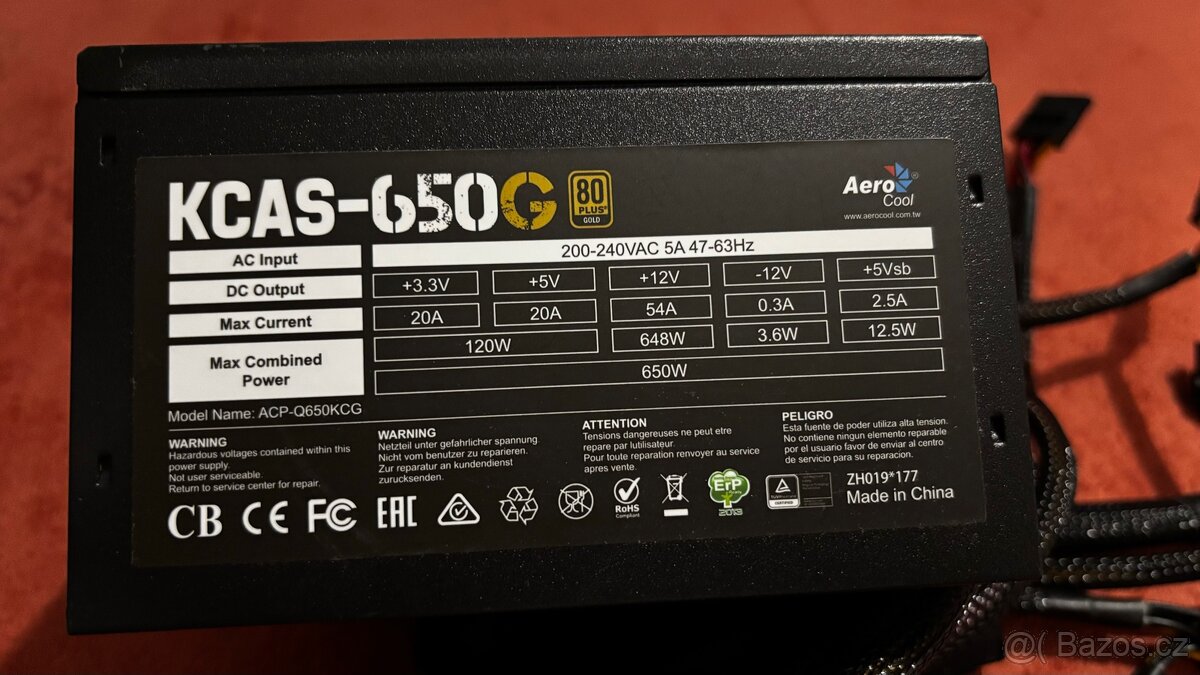 KCAS-650G
80
PLUS
GOLD
Aero
Cool
www.aerocool.com.tw
AC Input 200-240VAC 5A 47-63Hz
DC Output +3.3V +5V +12V -12V +5Vsb
Max Current 20A 20A 54A 0.3A 2.5A
Max Combined Power 120W 648W 3.6W 12.5W
650W
Model Name: ACP-Q650KCG
WARNING
Hazardous voltages contained within this
power supply.
Not user serviceable.
Return to service center for repair.
WARNING
Netzteil unter gefahrlicher spannung.
Nicht vom benutzer zu reparieren.
Zur reparatur an kundendienst
zurucksenden.
ATTENTION
Tensions dangereuses ne peut etre
repare par lutilisateur.
Pour toute reparation renvoyer au service
apres vente.
PELIGRO
Esta fuente de poder utiliza alta tension.
No contiene ningun elemento reparable
por el usuario favor de enviar al centro
de servicio para su reparacion.
CB CE FC EAC
RoHS
Compliant
ErP
2013
ZH019*177
Made in China
@( Bazos.cz